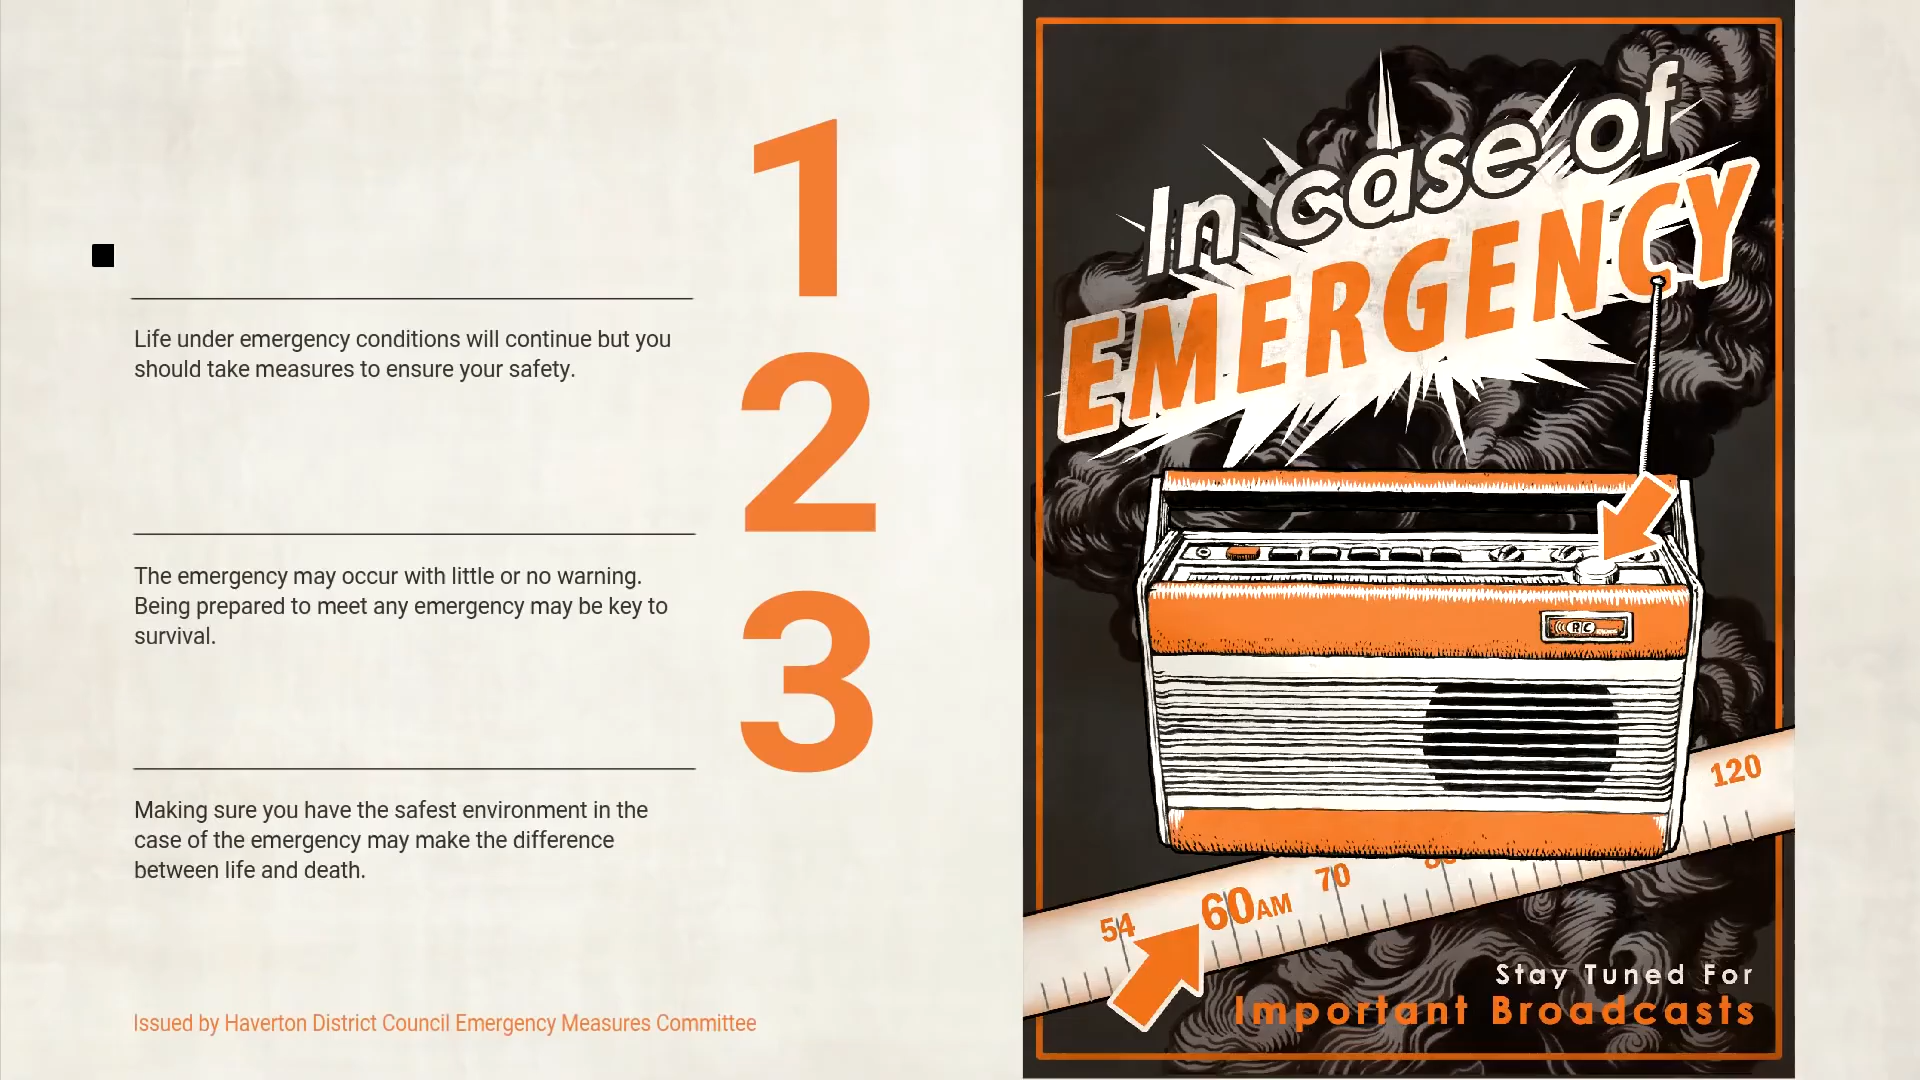 1
Life under emergency conditions will continue but you
should take measures to ensure your safety.
2
The emergency may occur with little or no warning.
Being prepared to meet any emergency may be key to
survival.
3
Making sure you have the safest environment in the
case of the emergency may make the difference
between life and death.
Issued by Haverton District Council Emergency Measures Committee
In case of
EMERGENCY
120
70
60AM
54
Stay Tuned For
Important Broadcasts